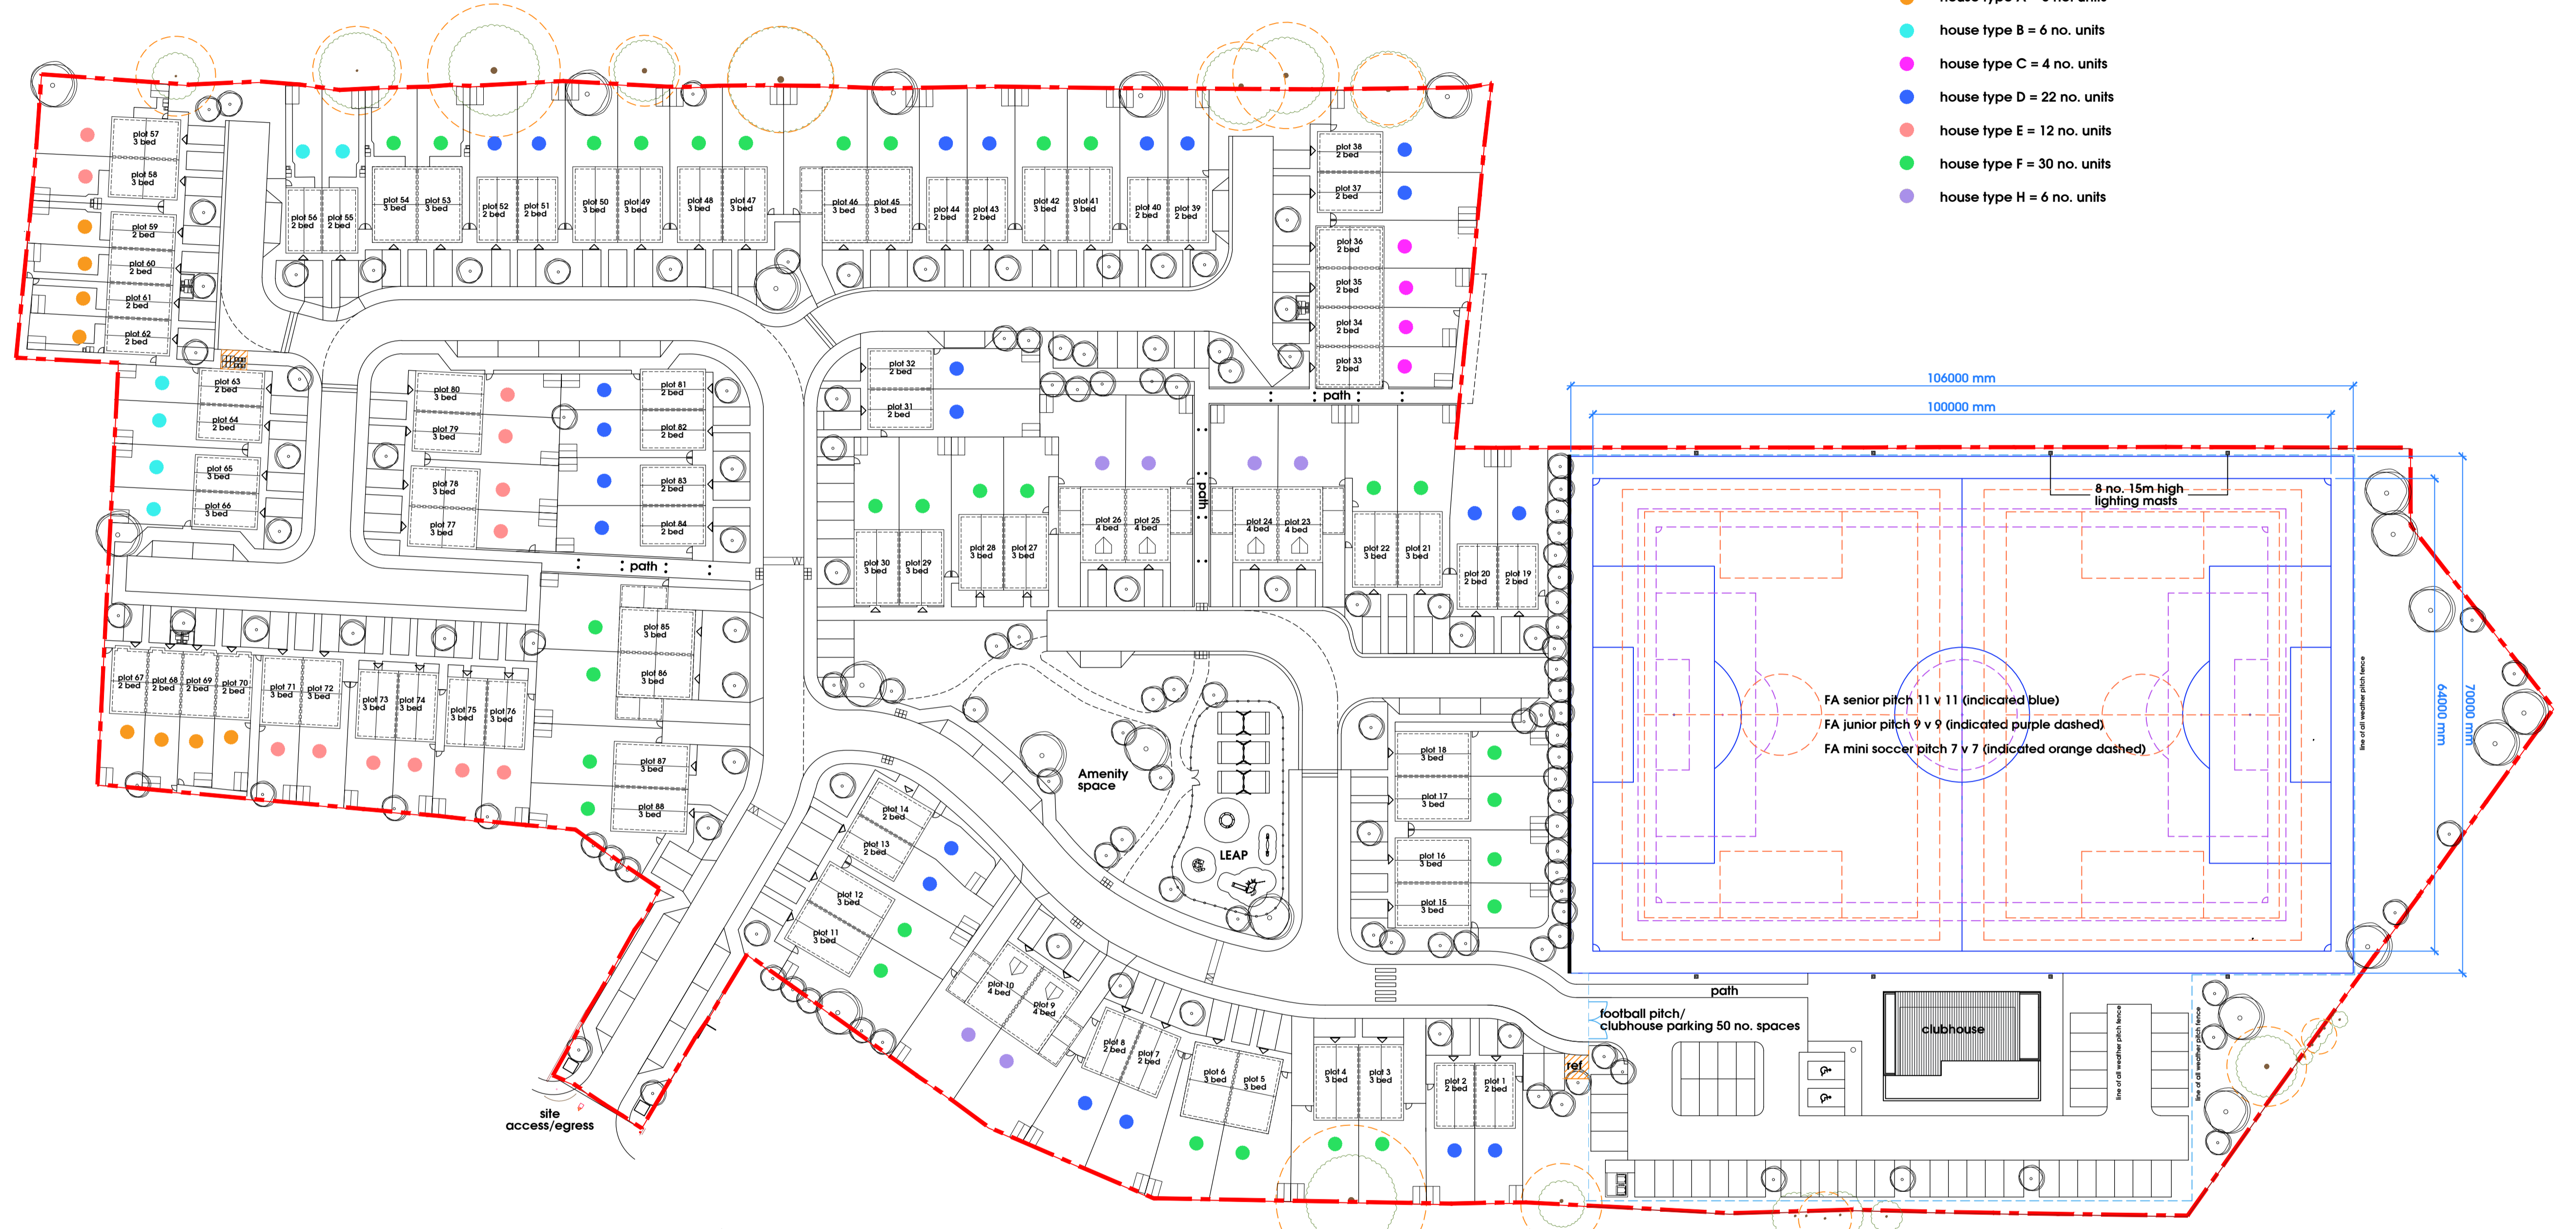 house type A = 8 no. units
house type B = 6 no. units
house type C = 4 no. units
house type D = 22 no. units
house type E = 12 no. units
house type F = 30 no. units
house type H = 6 no. units
plot 57
3 bed
plot 58
3 bed
plot 59
2 bed
plot 60
2 bed
plot 61
2 bed
plot 62
2 bed
plot 56
2 bed
plot 55
2 bed
plot 54
3 bed
plot 53
3 bed
plot 52
2 bed
plot 51
2 bed
plot 50
3 bed
plot 49
3 bed
plot 48
3 bed
plot 47
3 bed
plot 46
3 bed
plot 45
3 bed
plot 44
2 bed
plot 43
2 bed
plot 42
3 bed
plot 41
3 bed
plot 40
2 bed
plot 39
2 bed
plot 38
2 bed
plot 37
2 bed
plot 36
2 bed
plot 35
2 bed
plot 34
2 bed
plot 33
2 bed
path
plot 63
2 bed
plot 64
2 bed
plot 65
3 bed
plot 66
3 bed
plot 80
3 bed
plot 79
3 bed
plot 78
3 bed
plot 77
3 bed
plot 81
2 bed
plot 82
2 bed
plot 83
2 bed
plot 84
2 bed
path
plot 32
2 bed
plot 31
2 bed
plot 30
3 bed
plot 29
3 bed
plot 28
3 bed
plot 27
3 bed
plot 26
4 bed
plot 25
4 bed
path
plot 24
4 bed
plot 23
4 bed
plot 22
3 bed
plot 21
3 bed
plot 20
2 bed
plot 19
2 bed
106000 mm
100000 mm
8 no. 15m high
lighting masts
FA senior pitch 11 v 11 (indicated blue)
FA junior pitch 9 v 9 (indicated purple dashed)
FA mini soccer pitch 7 v 7 (indicated orange dashed)
line of all weather pitch fence
64000 mm
70000 mm
plot 67
2 bed
plot 68
2 bed
plot 69
2 bed
plot 70
2 bed
plot 71
3 bed
plot 72
3 bed
plot 73
3 bed
plot 74
3 bed
plot 75
3 bed
plot 76
3 bed
plot 85
3 bed
plot 86
3 bed
plot 87
3 bed
plot 88
3 bed
Amenity
space
LEAP
plot 18
3 bed
plot 17
3 bed
plot 16
3 bed
plot 15
3 bed
plot 14
2 bed
plot 13
2 bed
plot 12
3 bed
plot 11
3 bed
plot 10
4 bed
plot 9
4 bed
plot 8
2 bed
plot 7
2 bed
plot 6
3 bed
plot 5
3 bed
plot 4
3 bed
plot 3
3 bed
plot 2
2 bed
plot 1
2 bed
ref
path
football pitch/
clubhouse parking 50 no. spaces
clubhouse
line of all weather pitch fence
line of all weather pitch fence
site
access/egress